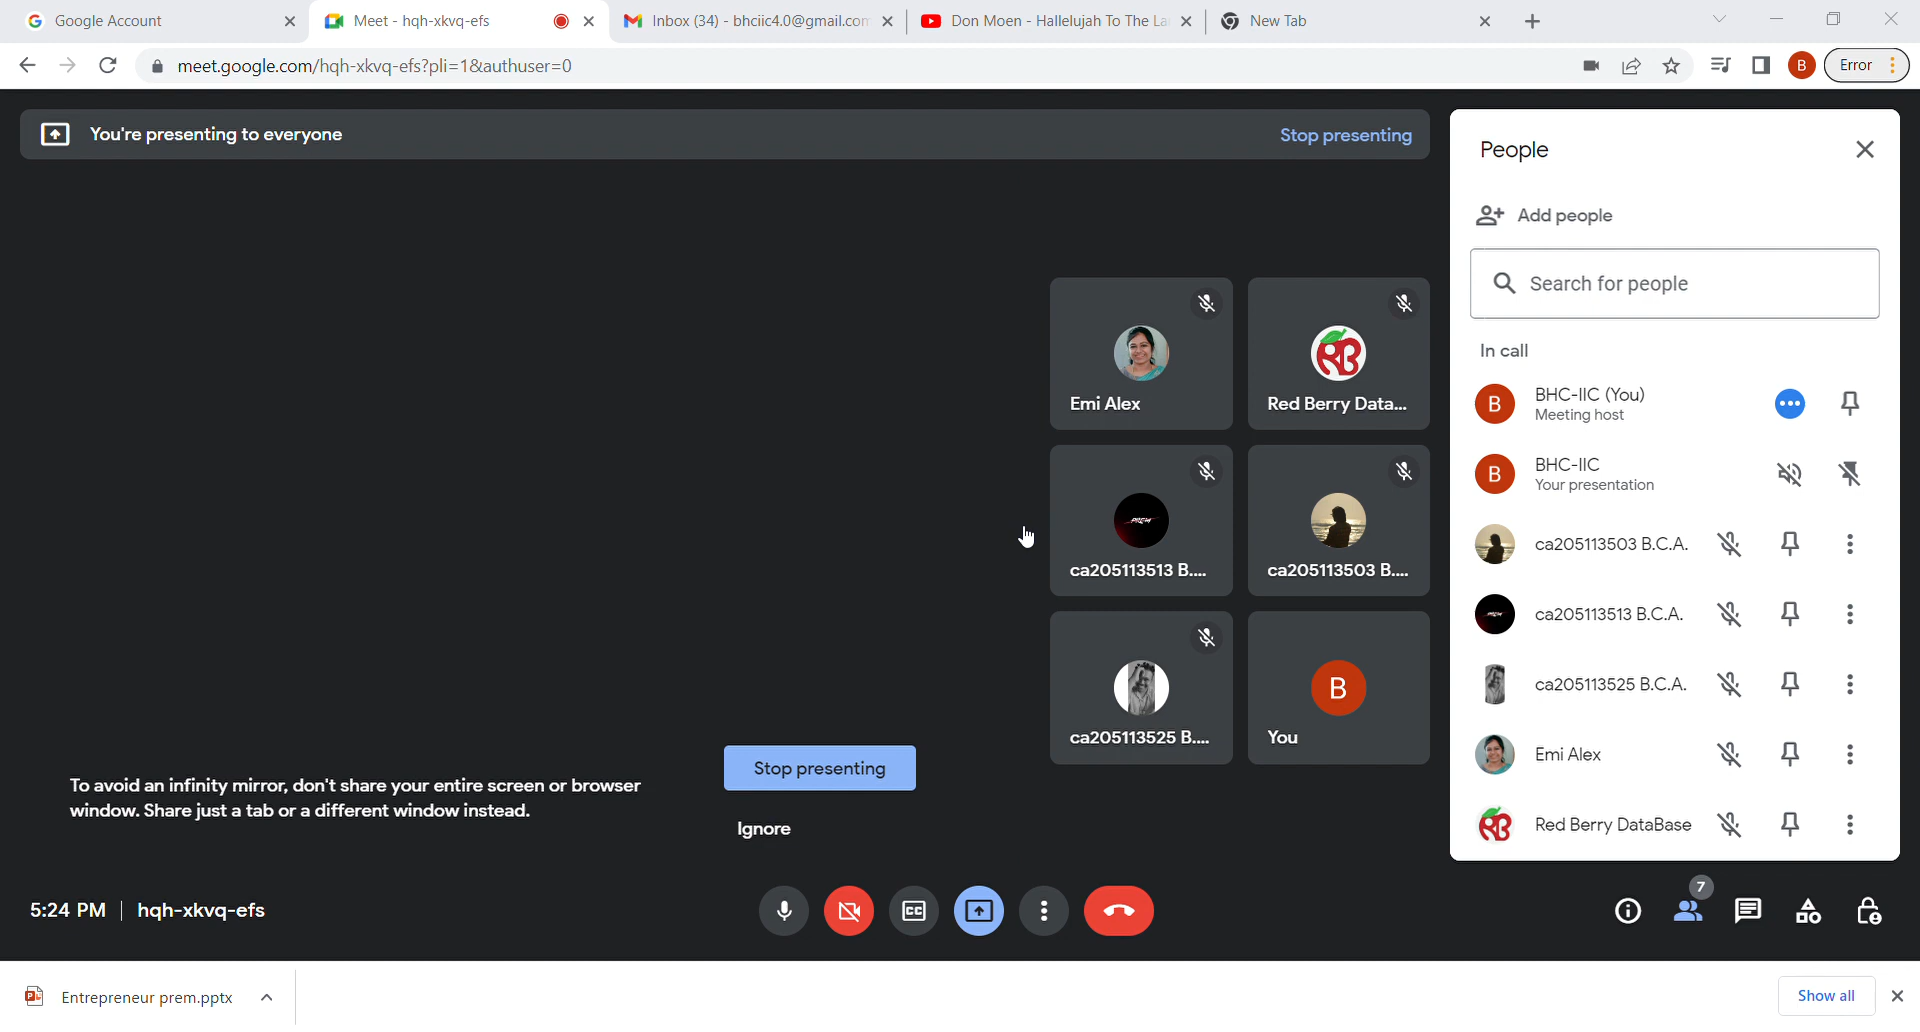 Google Account
Meet - hqh-xkvq-efs
Inbox (34) - bhciic4.0@gmail.com
Don Moen - Hallelujah To The La
New Tab
meet.google.com/hqh-xkvq-efs?pli=1&authuser=0
B
Error
You're presenting to everyone
Stop presenting
People
Add people
Search for people
In call
B
BHC-IIC (You)
Meeting host
B
BHC-IIC
Your presentation
ca205113503 B.C.A.
ca205113513 B.C.A.
ca205113525 B.C.A.
Emi Alex
RB
Red Berry DataBase
Emi Alex
RB
Red Berry Data...
PREM
ca205113513 B....
ca205113503 B....
ca205113525 B....
B
You
To avoid an infinity mirror, don't share your entire screen or browser
window. Share just a tab or a different window instead.
Stop presenting
Ignore
5:24 PM | hqh-xkvq-efs
CC
7
Entrepreneur prem.pptx
Show all